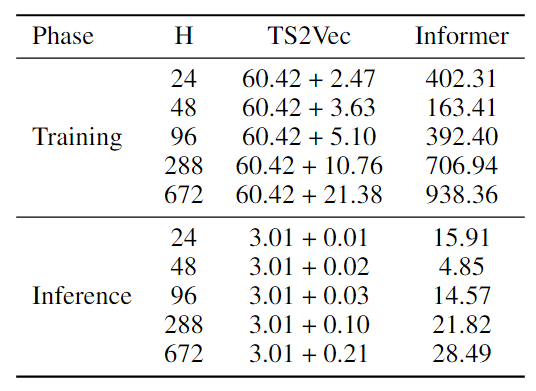 Phase H TS2Vec Informer
24 60.42 + 2.47 402.31
48 60.42 + 3.63 163.41
Training 96 60.42 + 5.10 392.40
288 60.42 + 10.76 706.94
672 60.42 + 21.38 938.36
24 3.01 + 0.01 15.91
48 3.01 + 0.02 4.85
Inference 96 3.01 + 0.03 14.57
288 3.01 + 0.10 21.82
672 3.01 + 0.21 28.49